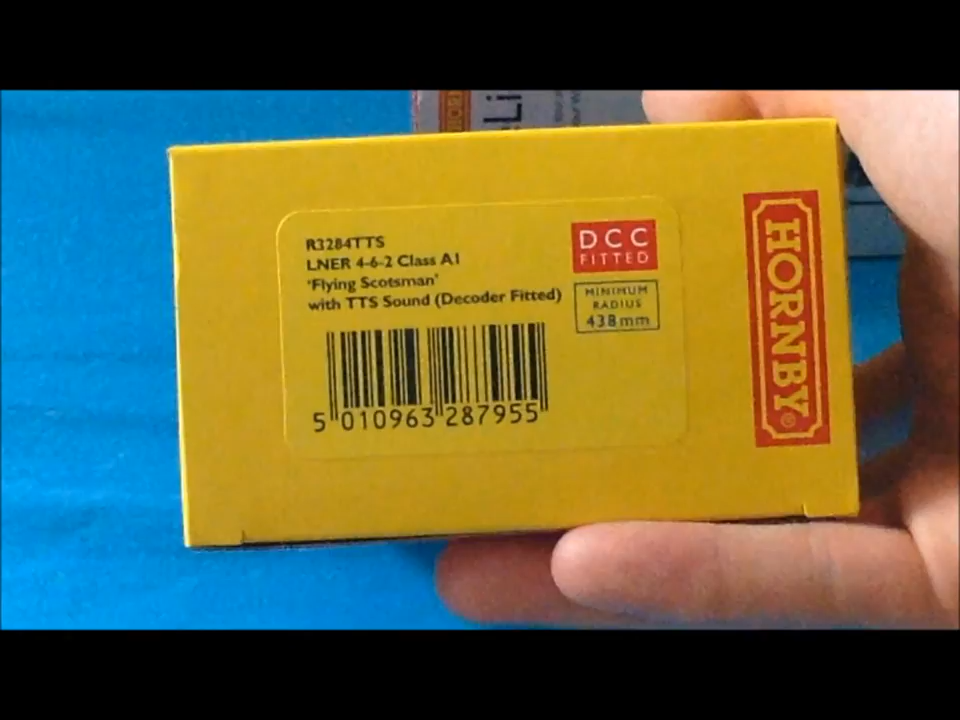 R3284TTS
LNER 4-6-2 Class A1
'Flying Scotsman'
with TTS Sound (Decoder Fitted)
5 010963 287955
DCC
FITTED
MINIMUM
RADIUS
438mm
HORNBY®